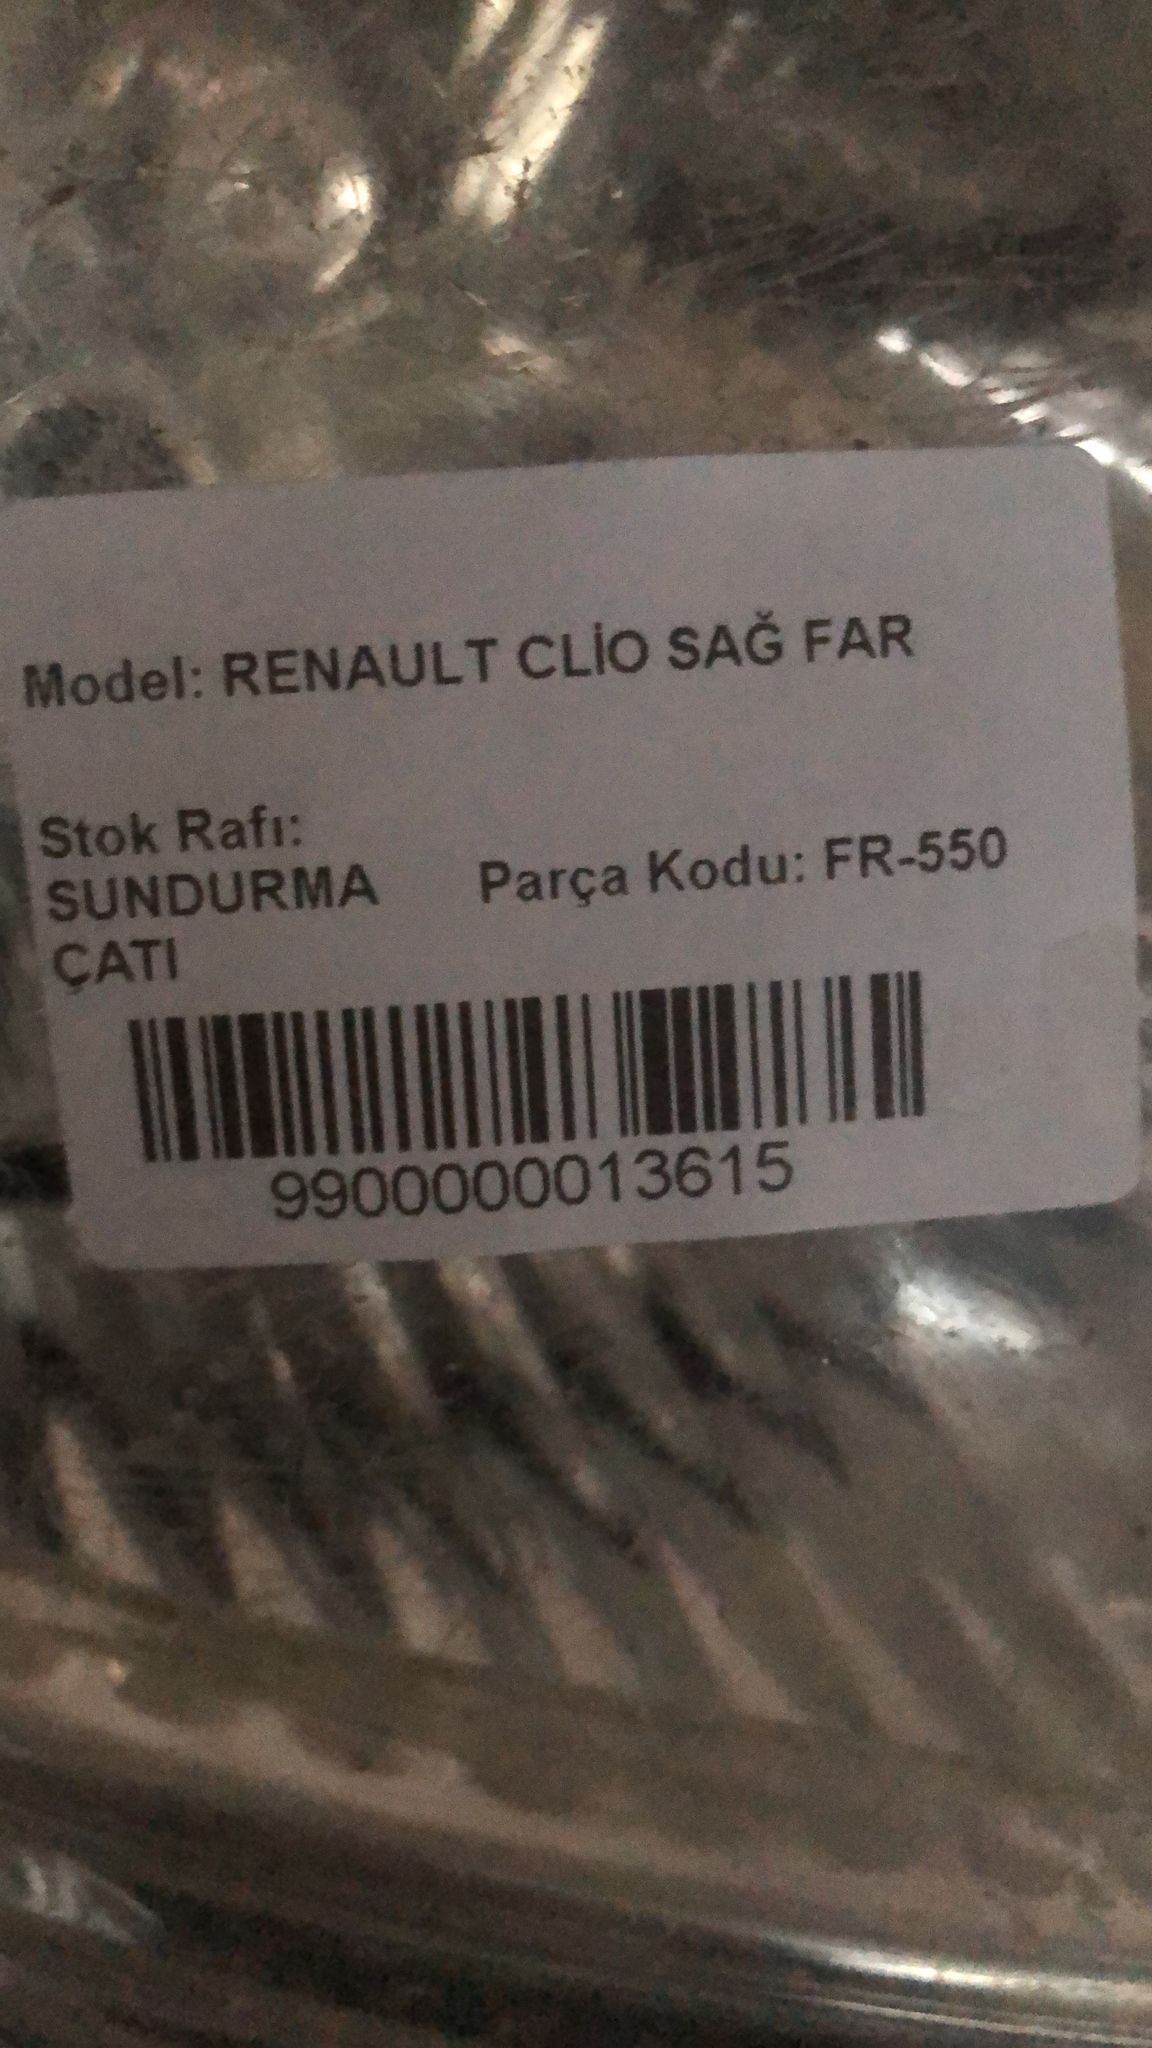 Model: RENAULT CLİO SAĞ FAR
Stok Rafı:
SUNDURMA
ÇATI
Parça Kodu: FR-550
9900000013615